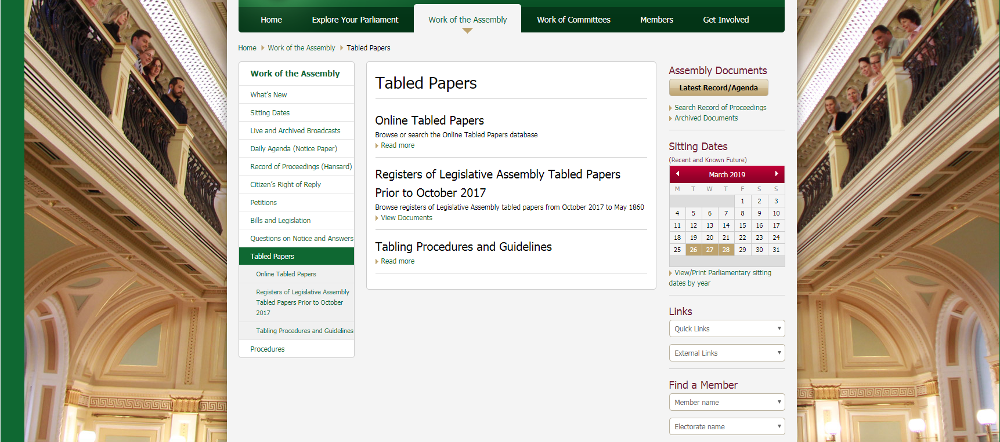 Home
Explore Your Parliament
Work of the Assembly
Work of Committees
Members
Get Involved
Home Work of the Assembly Tabled Papers
Work of the Assembly
What's New
Sitting Dates
Live and Archived Broadcasts
Daily Agenda (Notice Paper)
Record of Proceedings (Hansard)
Citizen's Right of Reply
Petitions
Bills and Legislation
Questions on Notice and Answers
Tabled Papers
Online Tabled Papers
Registers of Legislative Assembly
Tabled Papers Prior to October
2017
Tabling Procedures and Guidelines
Procedures
Tabled Papers
Online Tabled Papers
Browse or search the Online Tabled Papers database
Read more
Registers of Legislative Assembly Tabled Papers
Prior to October 2017
Browse registers of Legislative Assembly tabled papers from October 2017 to May 1860
View Documents
Tabling Procedures and Guidelines
Read more
Assembly Documents
Latest Record/Agenda
Search Record of Proceedings
Archived Documents
Sitting Dates
(Recent and Known Future)
March 2019
M T W T F S S
1 2 3
4 5 6 7 8 9 10
11 12 13 14 15 16 17
18 19 20 21 22 23 24
25 26 27 28 29 30 31
View/Print Parliamentary sitting
dates by year
Links
Quick Links
External Links
Find a Member
Member name
Electorate name